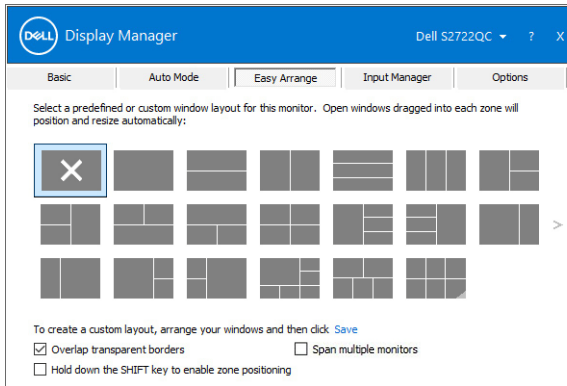 DELL Display Manager Dell S2722QC ? X
Basic Auto Mode Easy Arrange Input Manager Options
Select a predefined or custom window layout for this monitor. Open windows dragged into each zone will
position and resize automatically:
>
To create a custom layout, arrange your windows and then click Save
Overlap transparent borders Span multiple monitors
Hold down the SHIFT key to enable zone positioning